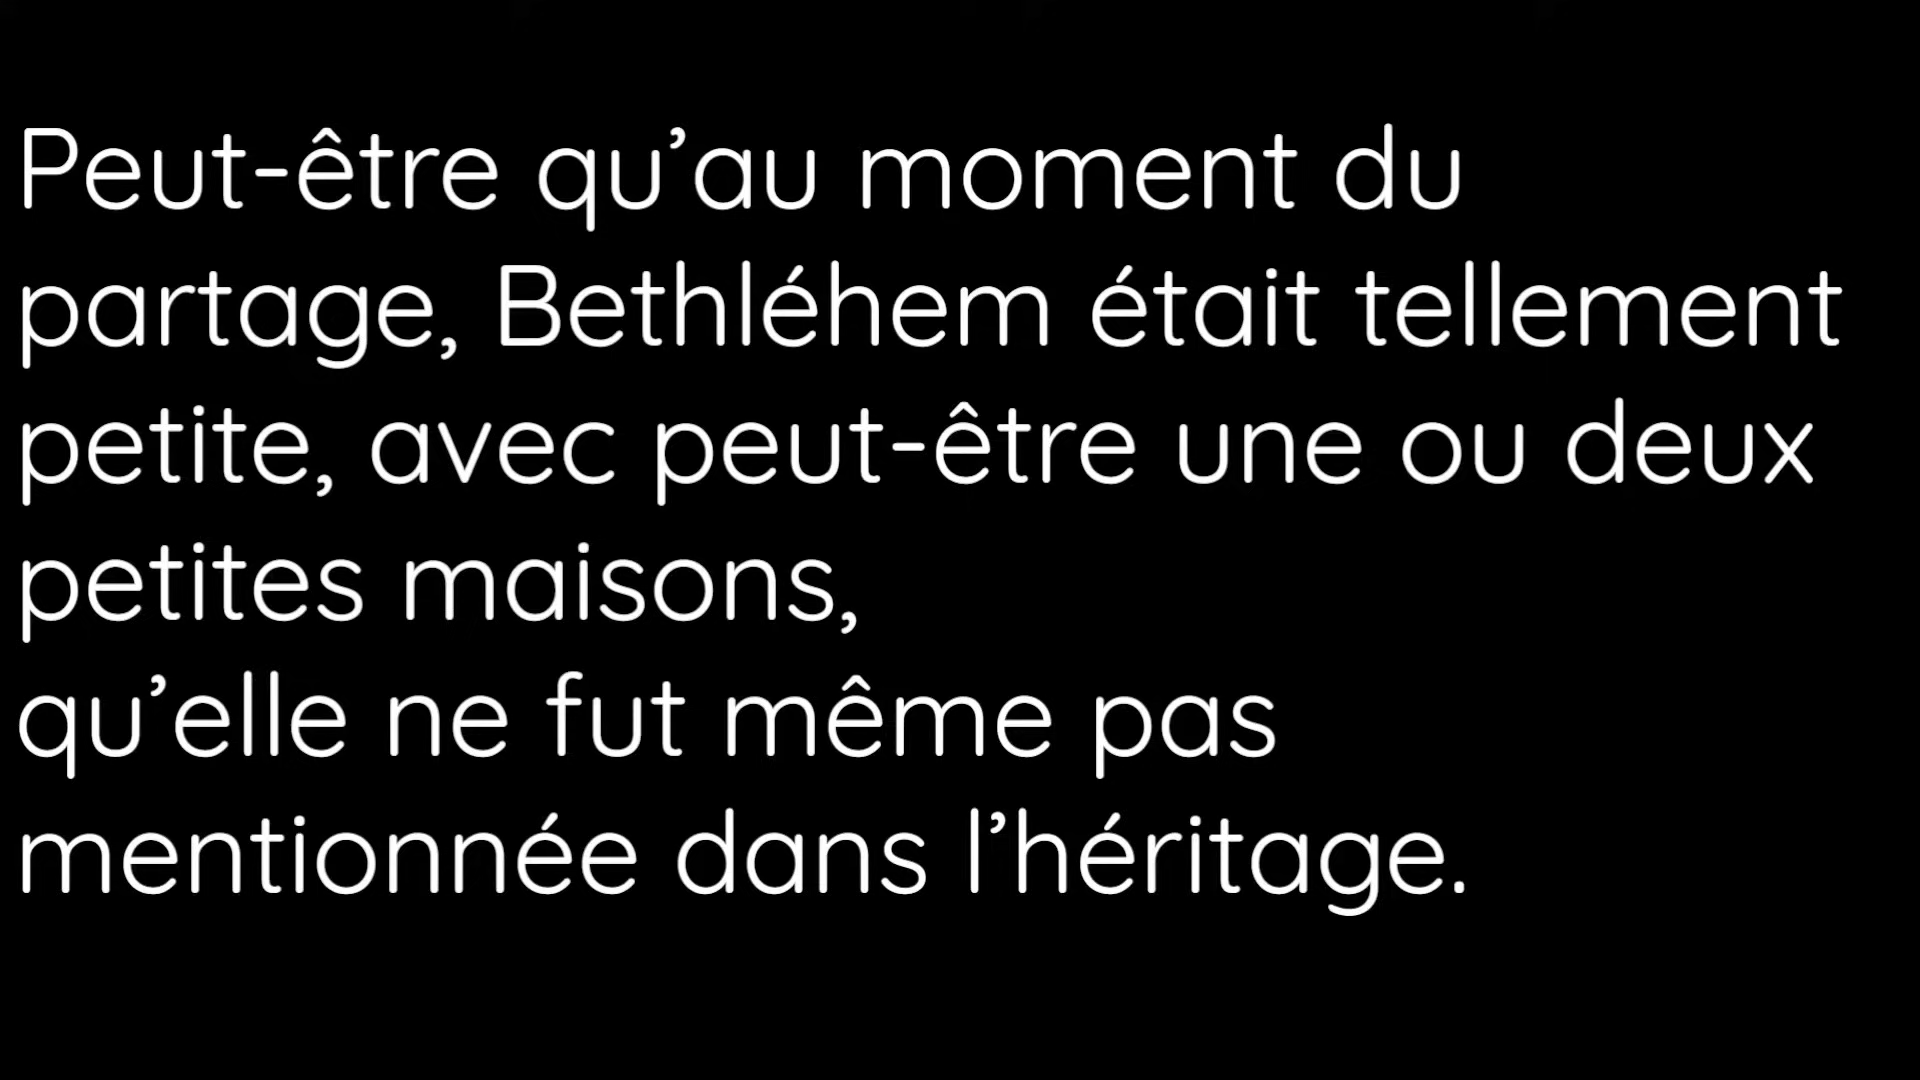 Peut-être qu’au moment du
partage, Bethléhem était tellement
petite, avec peut-être une ou deux
petites maisons,
qu’elle ne fut même pas
mentionnée dans l’héritage.